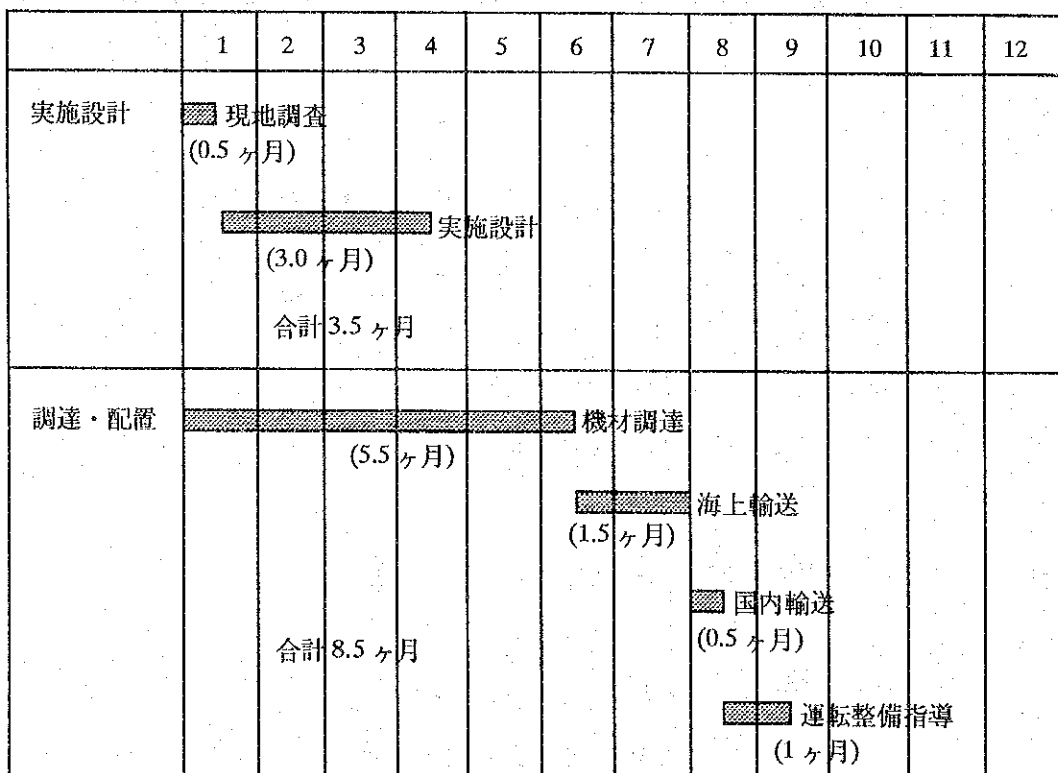 1 2 3 4 5 6 7 8 9 10 11 12
実施設計 現地調査
(0.5 ヶ月)
実施設計
(3.0 ヶ月)
合計 3.5 ヶ月
調達・配置 機材調達
(5.5 ヶ月)
海上輸送
(1.5 ヶ月)
国内輸送
(0.5 ヶ月)
合計 8.5 ヶ月
運転整備指導
(1 ヶ月)